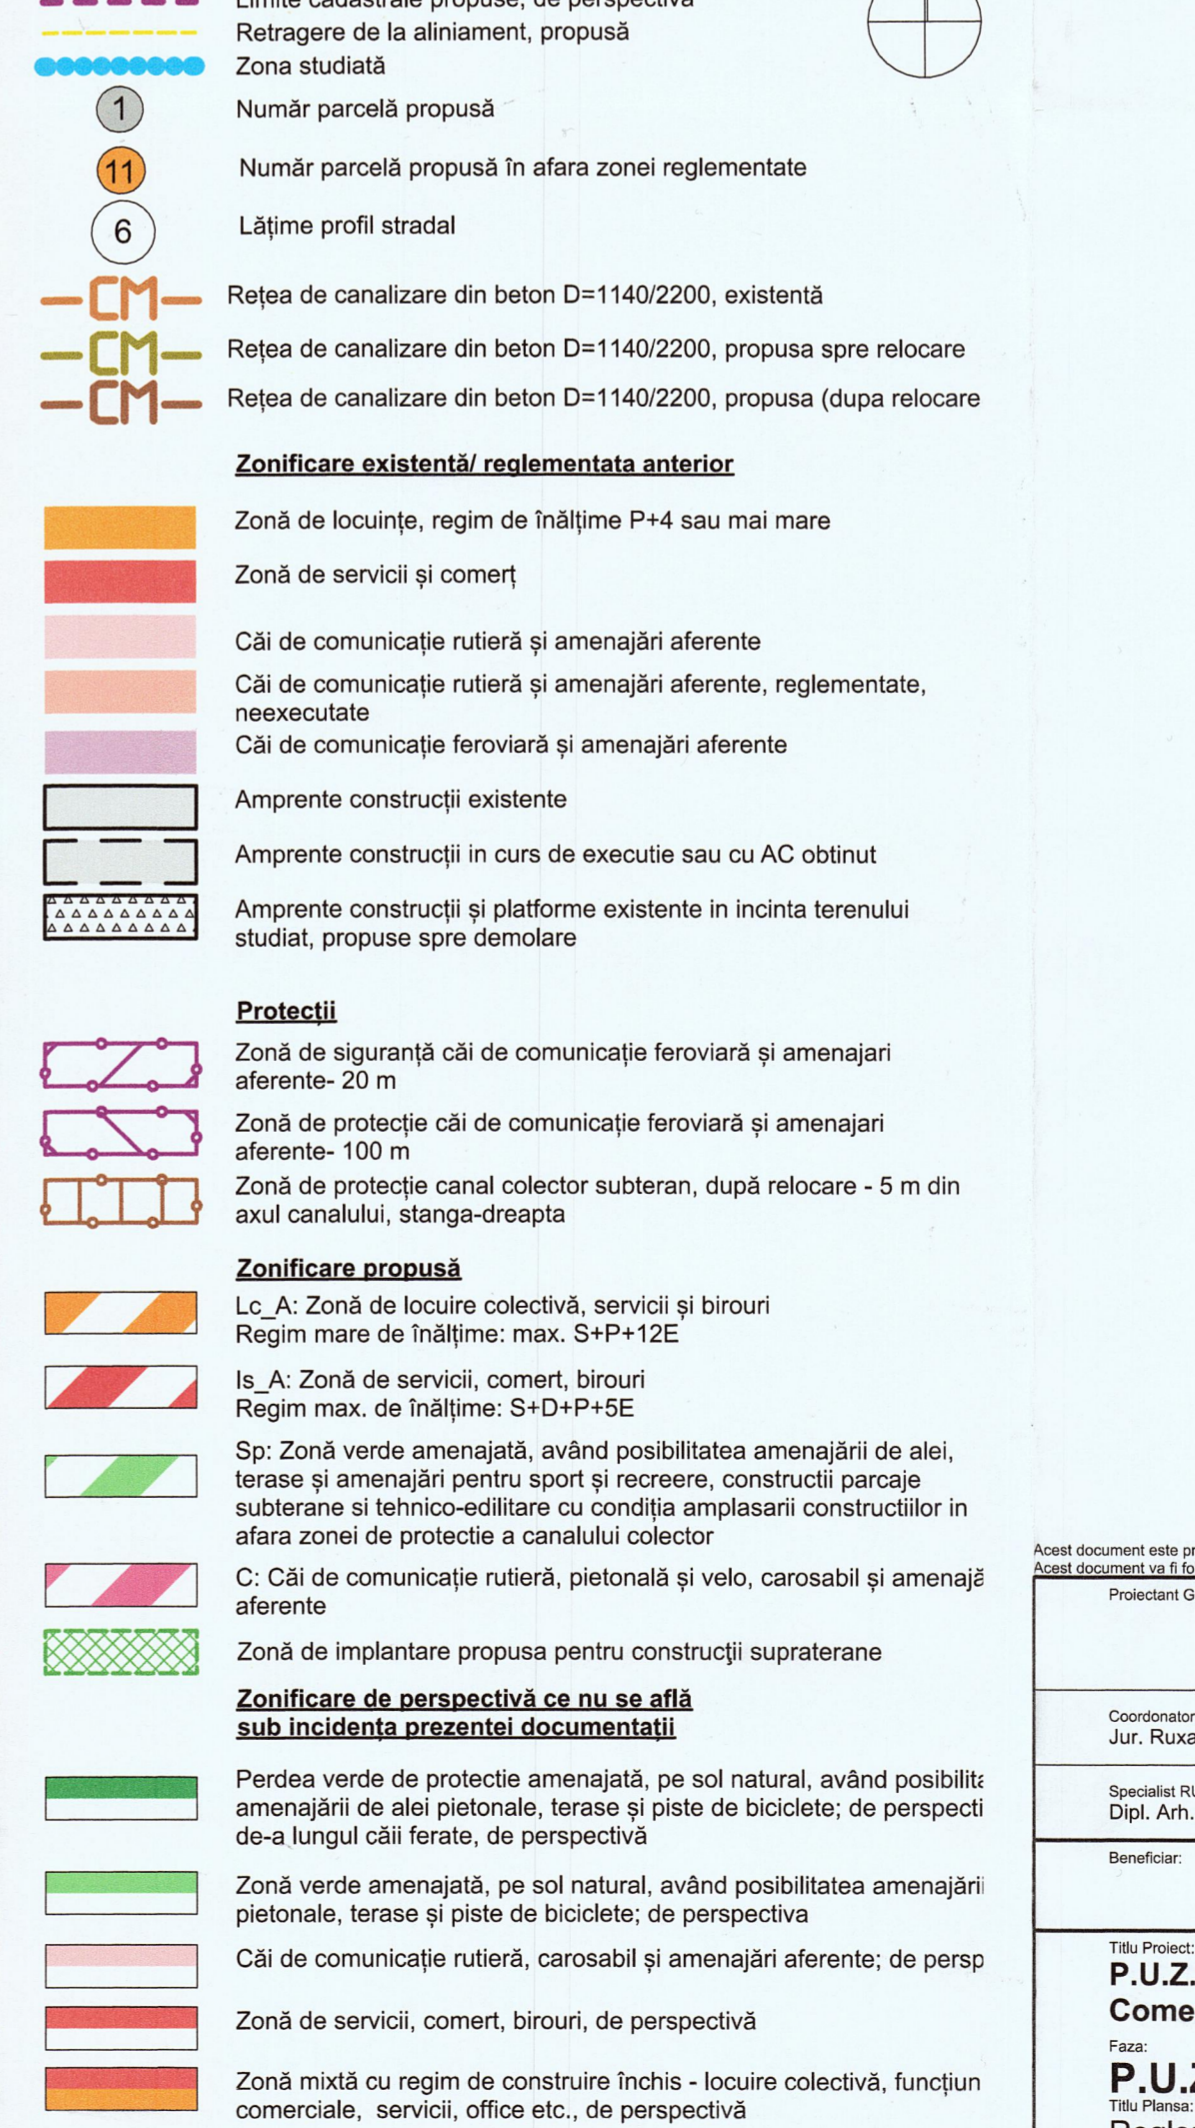 Limite cadastrale propuse, de perspectivă
Retragere de la aliniament, propusă
Zona studiată
1 Număr parcelă propusă
11 Număr parcelă propusă în afara zonei reglementate
6 Lățime profil stradal
CM Rețea de canalizare din beton D=1140/2200, existentă
CM Rețea de canalizare din beton D=1140/2200, propusa spre relocare
CM Rețea de canalizare din beton D=1140/2200, propusa (dupa relocare
Zonificare existentă/ reglementata anterior
Zonă de locuințe, regim de înălțime P+4 sau mai mare
Zonă de servicii și comerț
Căi de comunicație rutieră și amenajări aferente
Căi de comunicație rutieră și amenajări aferente, reglementate,
neexecutate
Căi de comunicație feroviară și amenajări aferente
Amprente construcții existente
Amprente construcții in curs de executie sau cu AC obtinut
Amprente construcții și platforme existente in incinta terenului
studiat, propuse spre demolare
Protecții
Zonă de siguranță căi de comunicație feroviară și amenajari
aferente- 20 m
Zonă de protecție căi de comunicație feroviară și amenajari
aferente- 100 m
Zonă de protecție canal colector subteran, după relocare - 5 m din
axul canalului, stanga-dreapta
Zonificare propusă
Lc_A: Zonă de locuire colectivă, servicii și birouri
Regim mare de înălțime: max. S+P+12E
Is_A: Zonă de servicii, comert, birouri
Regim max. de înălțime: S+D+P+5E
Sp: Zonă verde amenajată, având posibilitatea amenajării de alei,
terase și amenajări pentru sport și recreere, constructii parcaje
subterane si tehnico-edilitare cu condiția amplasarii constructiilor in
afara zonei de protectie a canalului colector
C: Căi de comunicație rutieră, pietonală și velo, carosabil și amenajă
aferente
Zonă de implantare propusa pentru construcţii supraterane
Zonificare de perspectivă ce nu se află
sub incidența prezentei documentații
Perdea verde de protectie amenajată, pe sol natural, având posibilita
amenajării de alei pietonale, terase și piste de biciclete; de perspecti
de-a lungul căii ferate, de perspectivă
Zonă verde amenajată, pe sol natural, având posibilitatea amenajării
pietonale, terase și piste de biciclete; de perspectiva
Căi de comunicație rutieră, carosabil și amenajări aferente; de persp
Zonă de servicii, comert, birouri, de perspectivă
Zonă mixtă cu regim de construire închis - locuire colectivă, funcțiun
comerciale, servicii, office etc., de perspectivă
Acest document este pr
Acest document va fi fo
Proiectant G
Coordonator
Jur. Ruxa
Specialist RU
Dipl. Arh.
Beneficiar:
Titlu Proiect:
P.U.Z.
Come
Faza:
P.U.Z
Titlu Plansa: